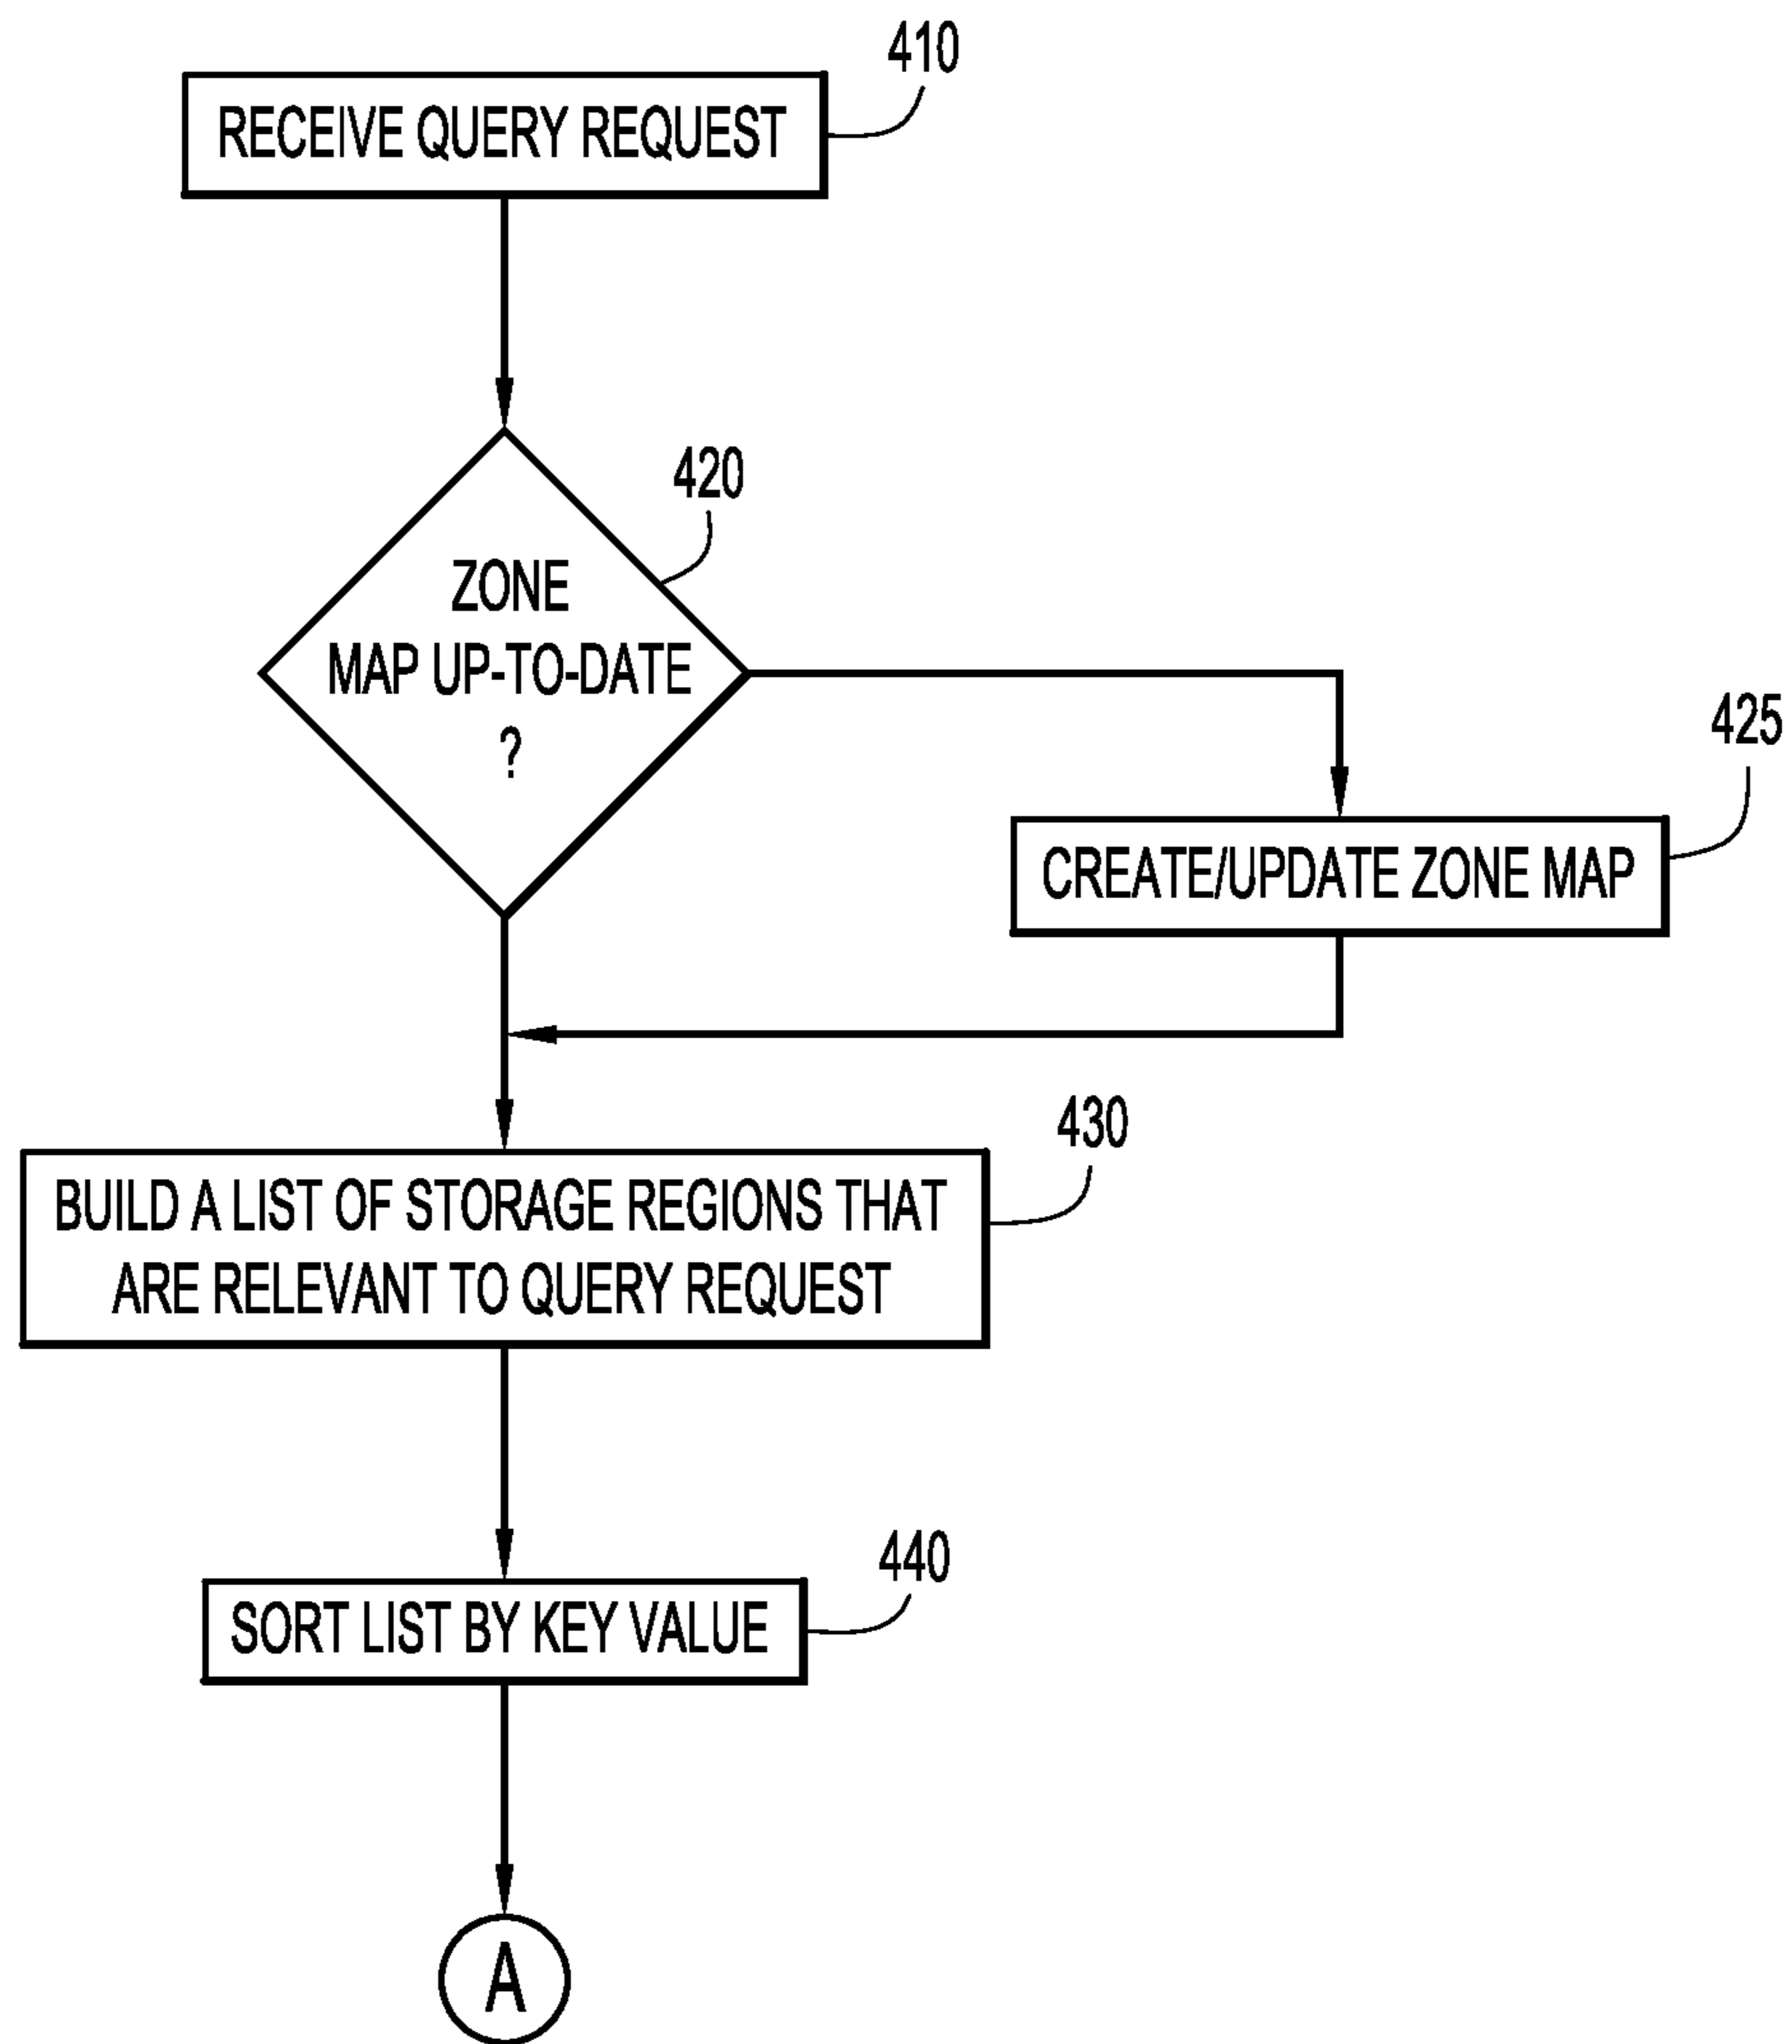 410
RECEIVE QUERY REQUEST
420
ZONE
MAP UP-TO-DATE
?
425
CREATE/UPDATE ZONE MAP
430
BUILD A LIST OF STORAGE REGIONS THAT
ARE RELEVANT TO QUERY REQUEST
440
SORT LIST BY KEY VALUE
A